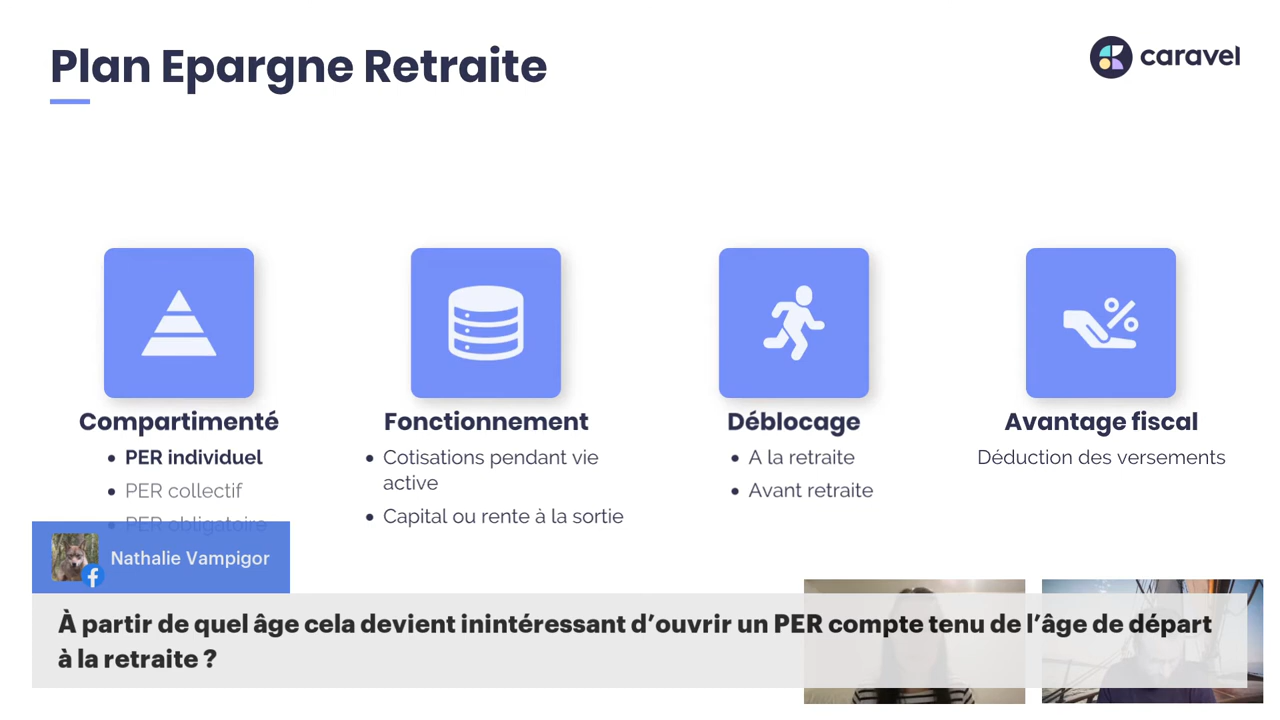 Plan Epargne Retraite
caravel
Compartimenté
PER individuel
PER collectif
PER obligatoire
Fonctionnement
Cotisations pendant vie
active
Capital ou rente à la sortie
Déblocage
A la retraite
Avant retraite
Avantage fiscal
Déduction des versements
Nathalie Vampigor
À partir de quel âge cela devient inintéressant d’ouvrir un PER compte tenu de l’âge de départ
à la retraite ?